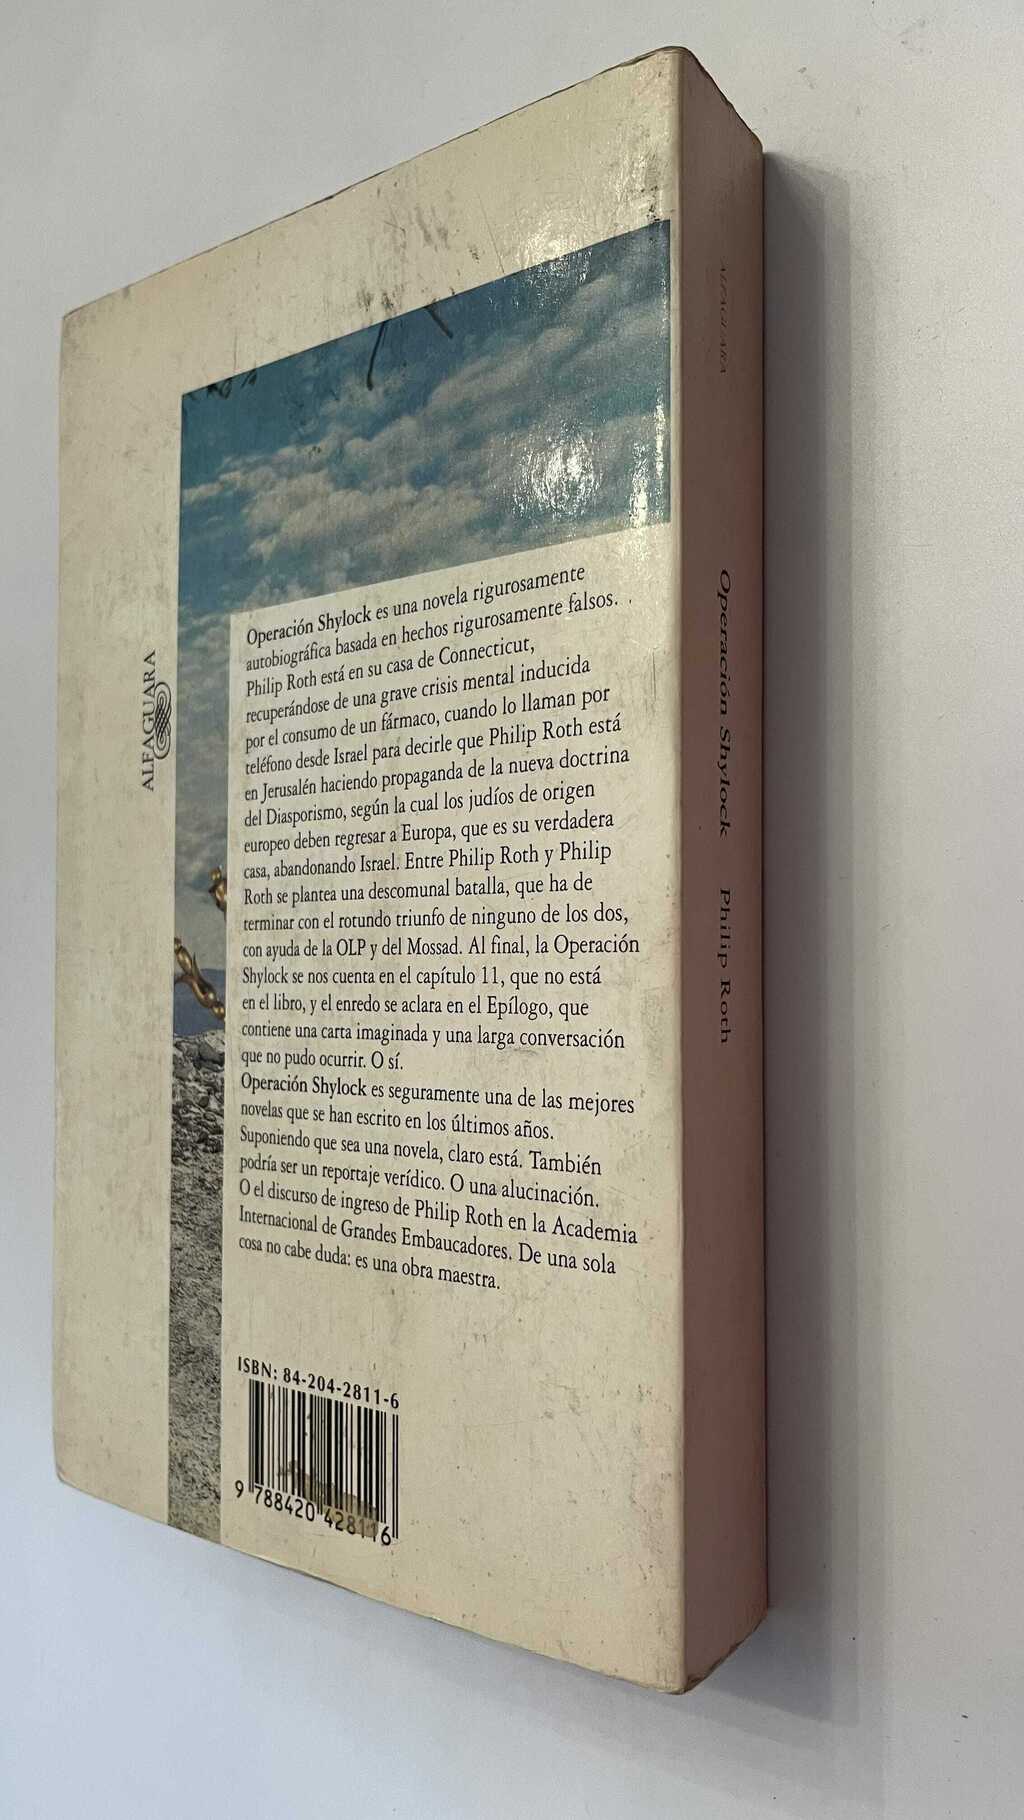 ALFAGUARA
Operación Shylock es una novela rigurosamente
autobiográfica basada en hechos rigurosamente falsos.
Philip Roth está en su casa de Connecticut,
recuperándose de una grave crisis mental inducida
por el consumo de un fármaco, cuando lo llaman por
teléfono desde Israel para decirle que Philip Roth está
en Jerusalén haciendo propaganda de la nueva doctrina
del Diasporismo, según la cual los judíos de origen
europeo deben regresar a Europa, que es su verdadera
casa, abandonando Israel. Entre Philip Roth y Philip
Roth se plantea una descomunal batalla, que ha de
terminar con el rotundo triunfo de ninguno de los dos,
con ayuda de la OLP y del Mossad. Al final, la Operación
Shylock se nos cuenta en el capítulo 11, que no está
en el libro, y el enredo se aclara en el Epílogo, que
contiene una carta imaginada y una larga conversación
que no pudo ocurrir. O sí.
Operación Shylock es seguramente una de las mejores
novelas que se han escrito en los últimos años.
Suponiendo que sea una novela, claro está. También
podría ser un reportaje verídico. O una alucinación.
O el discurso de ingreso de Philip Roth en la Academia
Internacional de Grandes Embaucadores. De una sola
cosa no cabe duda: es una obra maestra.
ISBN: 84-204-2811-6
9 788420 428116
ALFAGUARA
Operación Shylock Philip Roth